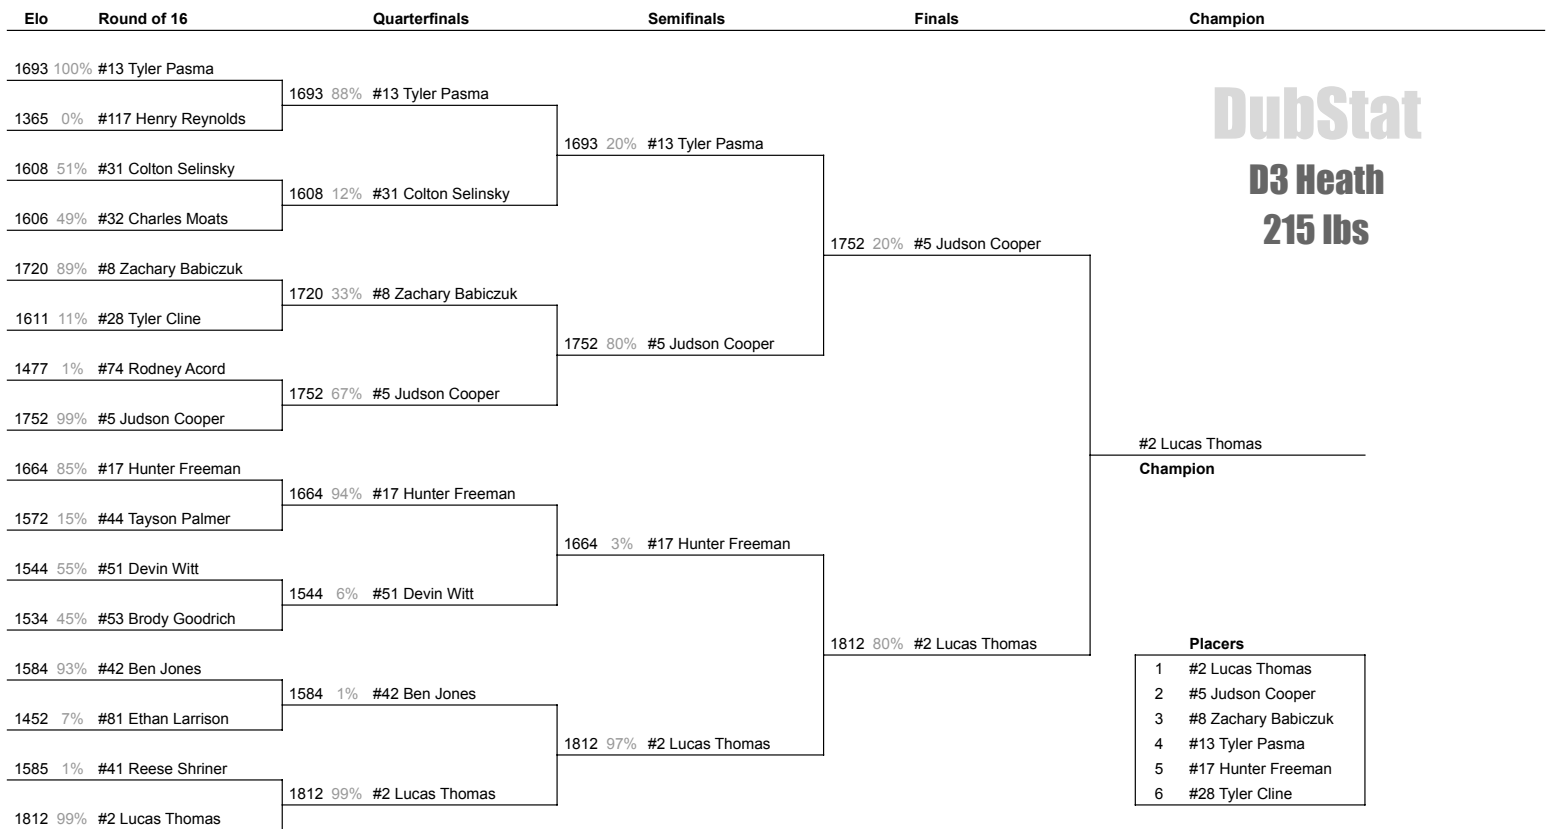 Elo Round of 16 Quarterfinals Semifinals Finals Champion
1693 100% #13 Tyler Pasma
1693 88% #13 Tyler Pasma
1365 0% #117 Henry Reynolds
1693 20% #13 Tyler Pasma
1608 51% #31 Colton Selinsky
1608 12% #31 Colton Selinsky
1606 49% #32 Charles Moats
1752 20% #5 Judson Cooper
1720 89% #8 Zachary Babiczuk
1720 33% #8 Zachary Babiczuk
1611 11% #28 Tyler Cline
1752 80% #5 Judson Cooper
1477 1% #74 Rodney Acord
1752 67% #5 Judson Cooper
1752 99% #5 Judson Cooper
#2 Lucas Thomas
Champion
1664 85% #17 Hunter Freeman
1664 94% #17 Hunter Freeman
1572 15% #44 Tayson Palmer
1664 3% #17 Hunter Freeman
1544 55% #51 Devin Witt
1544 6% #51 Devin Witt
1534 45% #53 Brody Goodrich
1812 80% #2 Lucas Thomas
1584 93% #42 Ben Jones
1584 1% #42 Ben Jones
1452 7% #81 Ethan Larrison
1812 97% #2 Lucas Thomas
1585 1% #41 Reese Shriner
1812 99% #2 Lucas Thomas
1812 99% #2 Lucas Thomas
DubStat
D3 Heath
215 lbs
Placers
1 #2 Lucas Thomas
2 #5 Judson Cooper
3 #8 Zachary Babiczuk
4 #13 Tyler Pasma
5 #17 Hunter Freeman
6 #28 Tyler Cline